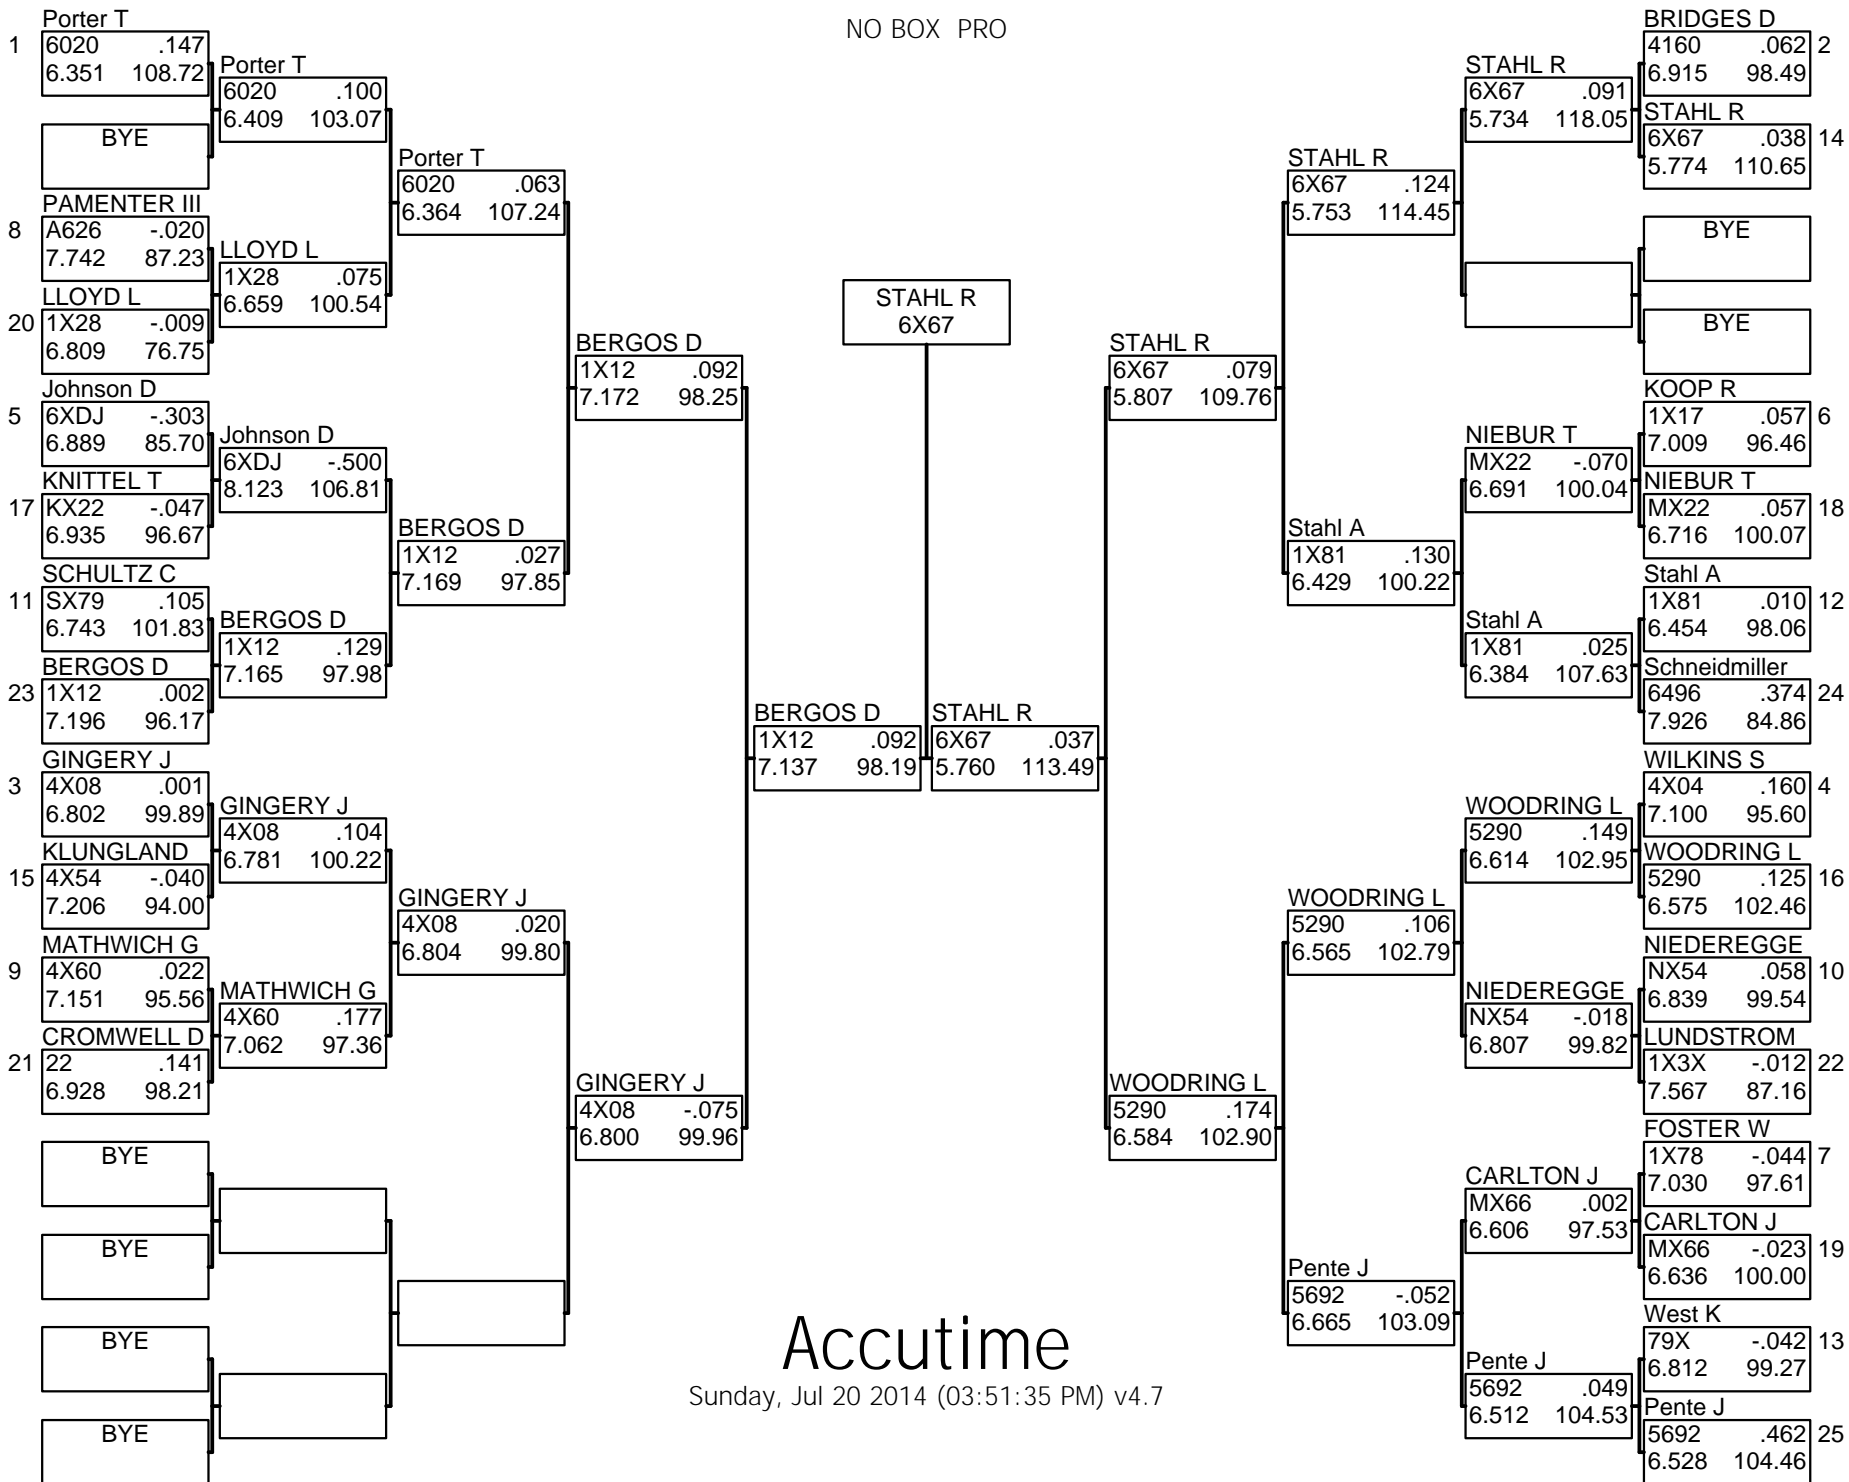 NO BOX PRO
Porter T
1 6020 .147
6.351 108.72
BYE
PAMENTER III
8 A626 -.020
7.742 87.23
LLOYD L
20 1X28 -.009
6.809 76.75
Johnson D
5 6XDJ -.303
6.889 85.70
KNITTEL T
17 KX22 -.047
6.935 96.67
SCHULTZ C
11 SX79 .105
6.743 101.83
BERGOS D
23 1X12 .002
7.196 96.17
GINGERY J
3 4X08 .001
6.802 99.89
KLUNGLAND
15 4X54 -.040
7.206 94.00
MATHWICH G
9 4X60 .022
7.151 95.56
CROMWELL D
21 22 .141
6.928 98.21
BYE
BYE
BYE
BYE
Porter T
6020 .100
6.409 103.07
LLOYD L
1X28 .075
6.659 100.54
Johnson D
6XDJ -.500
8.123 106.81
BERGOS D
1X12 .129
7.165 97.98
GINGERY J
4X08 .104
6.781 100.22
MATHWICH G
4X60 .177
7.062 97.36
Porter T
6020 .063
6.364 107.24
BERGOS D
1X12 .027
7.169 97.85
GINGERY J
4X08 .020
6.804 99.80
BERGOS D
1X12 .092
7.172 98.25
GINGERY J
4X08 -.075
6.800 99.96
BERGOS D
1X12 .092
7.137 98.19
STAHL R
6X67
STAHL R
6X67 .037
5.760 113.49
STAHL R
6X67 .079
5.807 109.76
WOODRING L
5290 .174
6.584 102.90
STAHL R
6X67 .124
5.753 114.45
Stahl A
1X81 .130
6.429 100.22
WOODRING L
5290 .106
6.565 102.79
Pente J
5692 -.052
6.665 103.09
STAHL R
6X67 .091
5.734 118.05
NIEBUR T
MX22 -.070
6.691 100.04
Stahl A
1X81 .025
6.384 107.63
WOODRING L
5290 .149
6.614 102.95
NIEDEREGGE
NX54 -.018
6.807 99.82
CARLTON J
MX66 .002
6.606 97.53
Pente J
5692 .049
6.512 104.53
BRIDGES D
4160 .062 2
6.915 98.49
STAHL R
6X67 .038 14
5.774 110.65
BYE
BYE
KOOP R
1X17 .057 6
7.009 96.46
NIEBUR T
MX22 .057 18
6.716 100.07
Stahl A
1X81 .010 12
6.454 98.06
Schneidmiller
6496 .374 24
7.926 84.86
WILKINS S
4X04 .160 4
7.100 95.60
WOODRING L
5290 .125 16
6.575 102.46
NIEDEREGGE
NX54 .058 10
6.839 99.54
LUNDSTROM
1X3X -.012 22
7.567 87.16
FOSTER W
1X78 -.044 7
7.030 97.61
CARLTON J
MX66 -.023 19
6.636 100.00
West K
79X -.042 13
6.812 99.27
Pente J
5692 .462 25
6.528 104.46
Accutime
Sunday, Jul 20 2014 (03:51:35 PM) v4.7